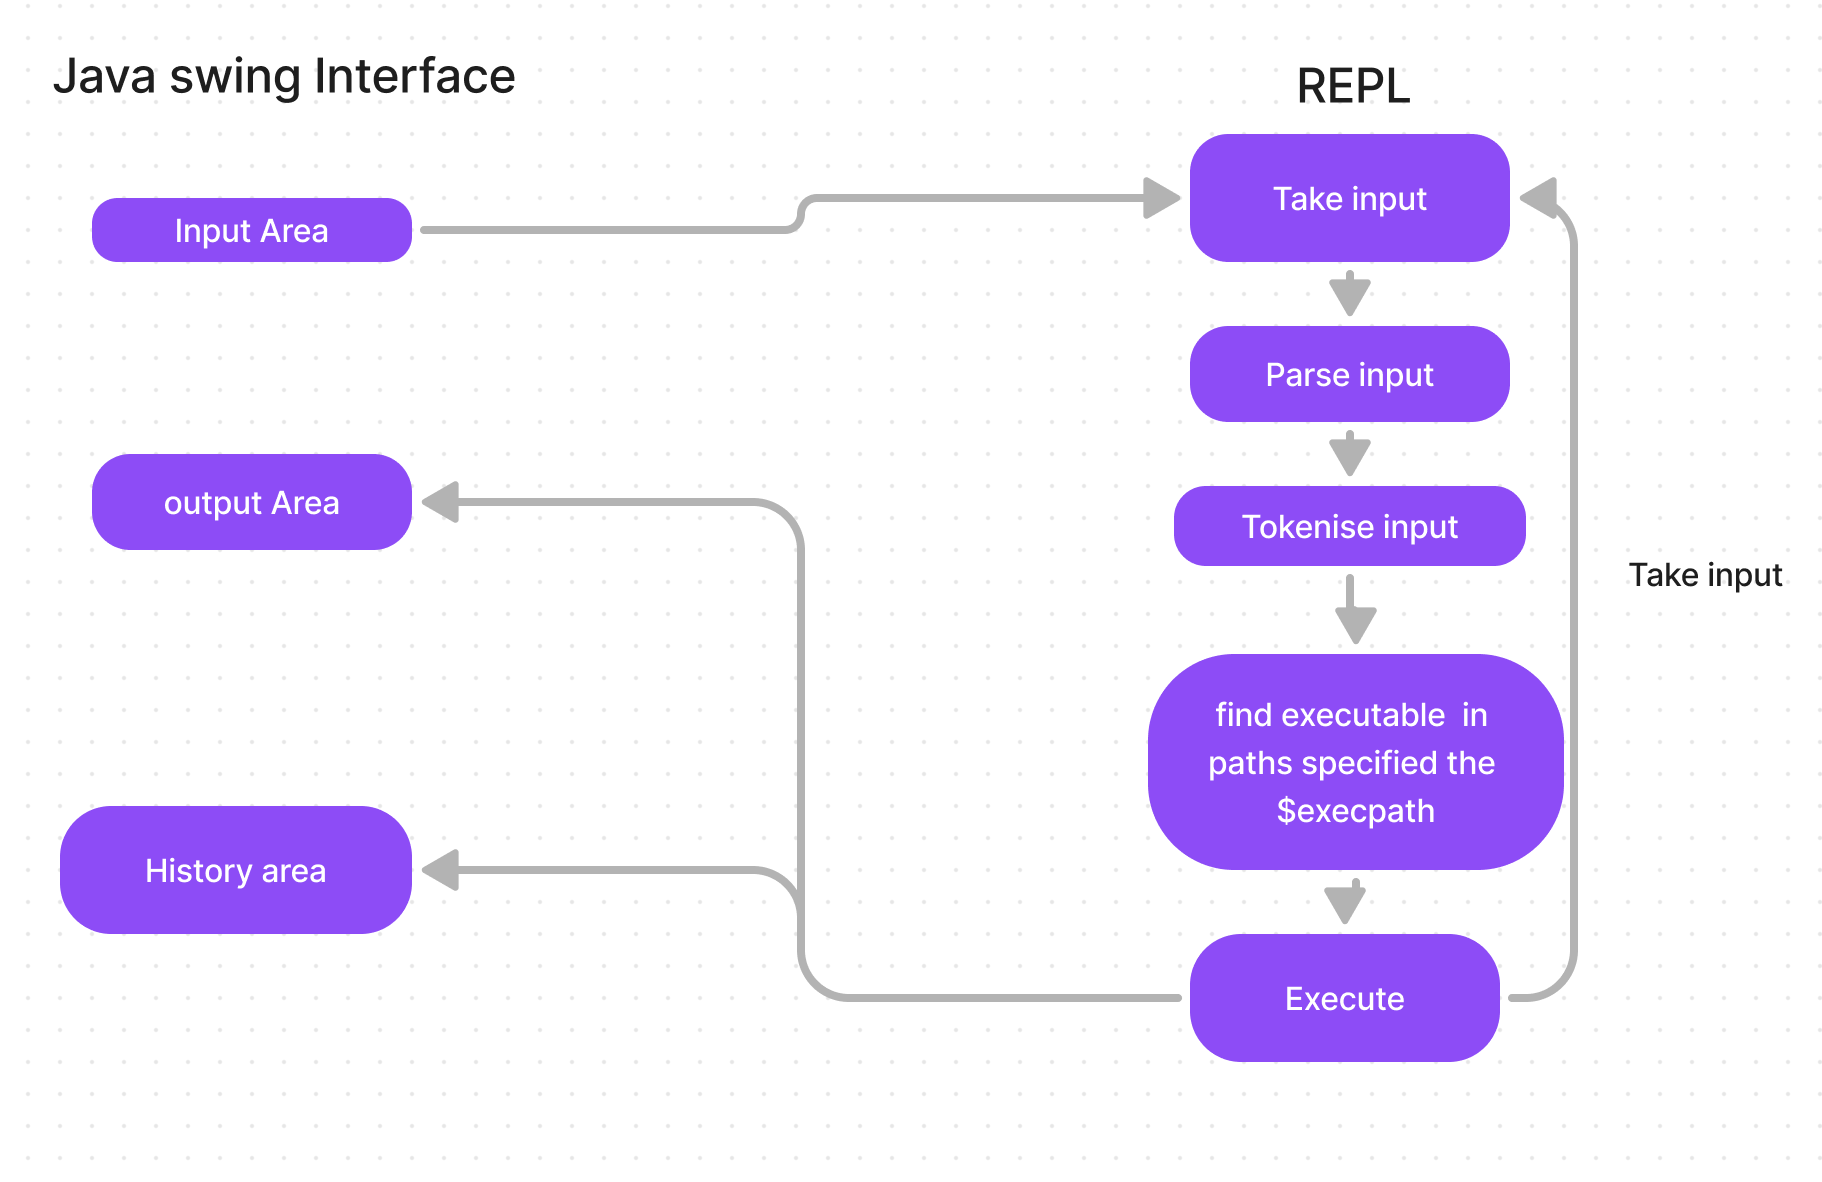 Java swing Interface
REPL
Input Area
Take input
Parse input
output Area
Tokenise input
Take input
find executable  in
paths specified the
$execpath
History area
Execute